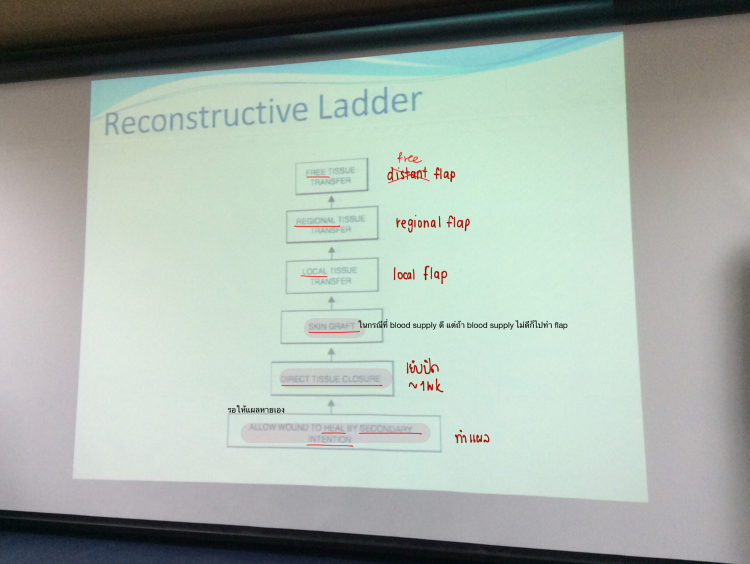 Reconstructive Ladder
free
FREE TISSUE
TRANSFER
distant flap
REGIONAL TISSUE
TRANSFER
regional flap
LOCAL TISSUE
TRANSFER
local flap
SKIN GRAFT ในกรณีที่ blood supply ดี แต่ถ้า blood supply ไม่ดีก็ไปทำ flap
DIRECT TISSUE CLOSURE
เย็บปิด
~1wk
รอให้แผลหายเอง
ALLOW WOUND TO HEAL BY SECONDARY
INTENTION
ทำแผล